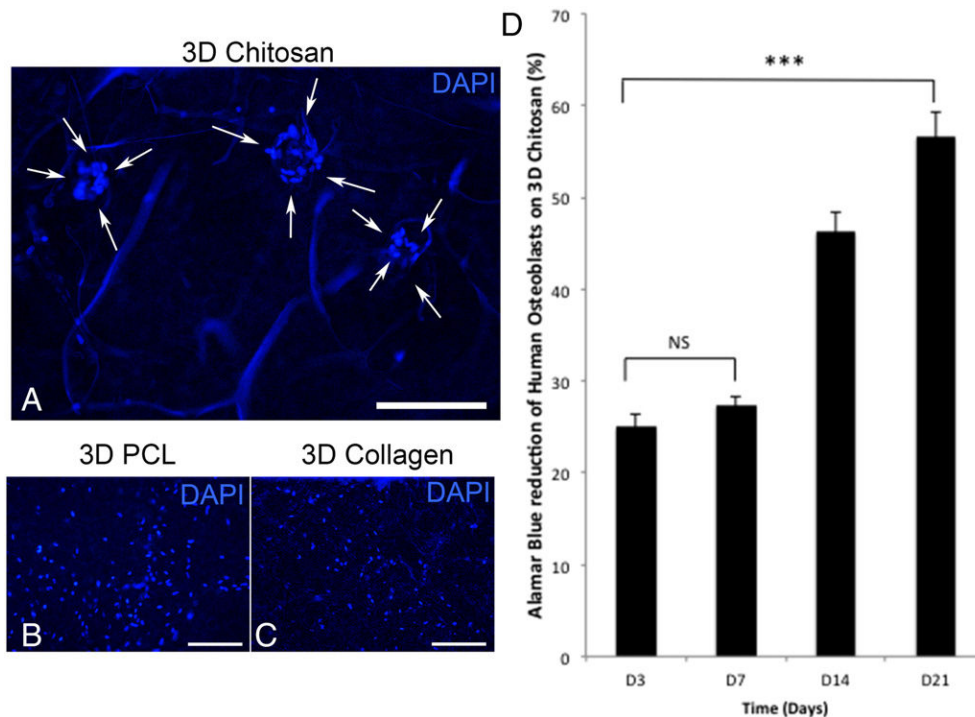 3D Chitosan
DAPI
A
3D PCL
DAPI
B
3D Collagen
DAPI
C
D
Alamar Blue reduction of Human Osteoblasts on 3D Chitosan (%)
70
60
50
40
30
20
10
0
***
NS
D3 D7 D14 D21
Time (Days)